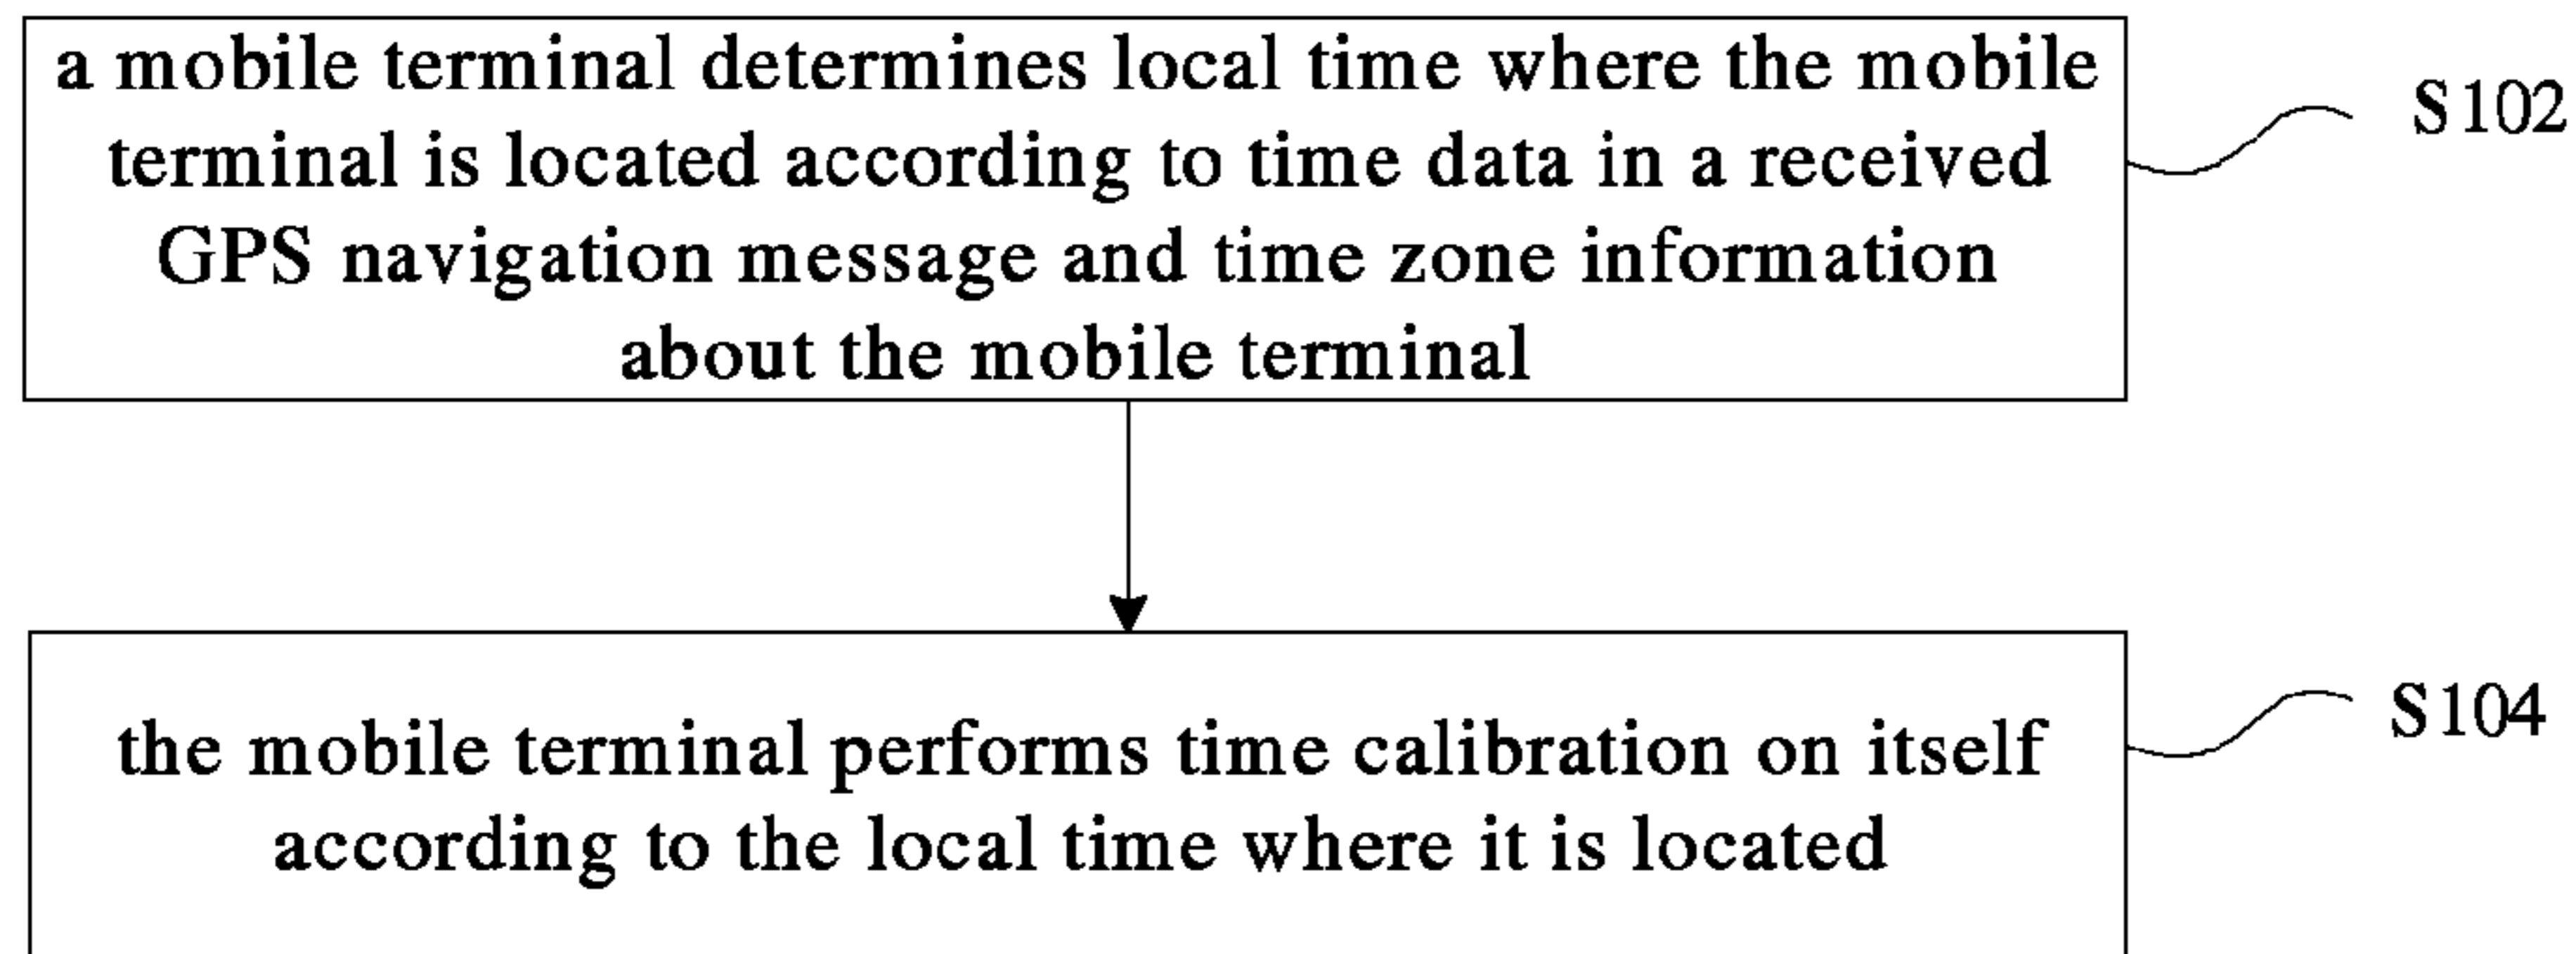 a mobile terminal determines local time where the mobile
terminal is located according to time data in a received
GPS navigation message and time zone information
about the mobile terminal
S102
the mobile terminal performs time calibration on itself
according to the local time where it is located
S104